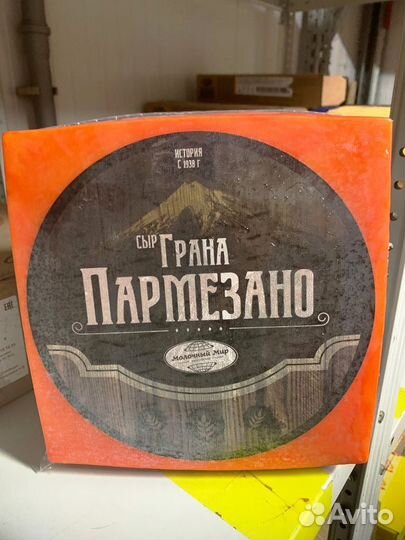 ИСТОРИЯ
С 1938 Г
СЫР ГРАНА
ПАРМЕЗАНО
Молочный Мир
Avito